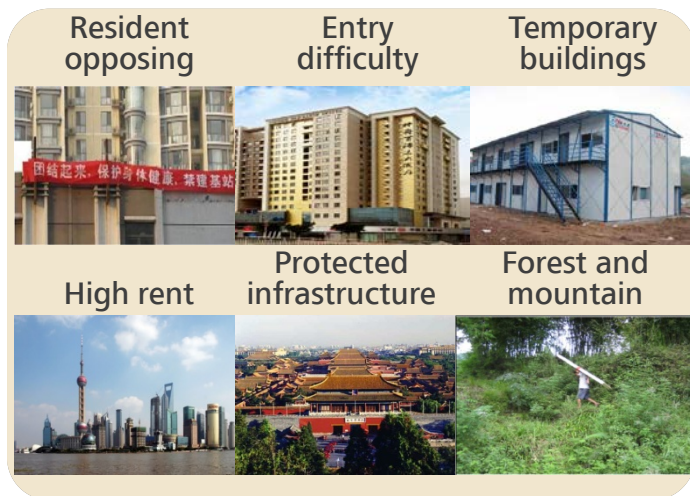 Resident
opposing
Entry
difficulty
Temporary
buildings
团结起来，保护身体健康，禁建基站
High rent
Protected
infrastructure
Forest and
mountain